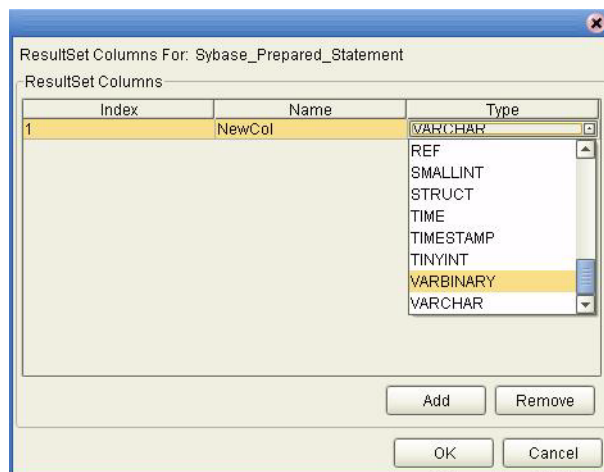 ResultSet Columns For: Sybase_Prepared_Statement
ResultSet Columns
Index Name Type
1 NewCol VARCHAR
REF
SMALLINT
STRUCT
TIME
TIMESTAMP
TINYINT
VARBINARY
VARCHAR
Add Remove
OK Cancel